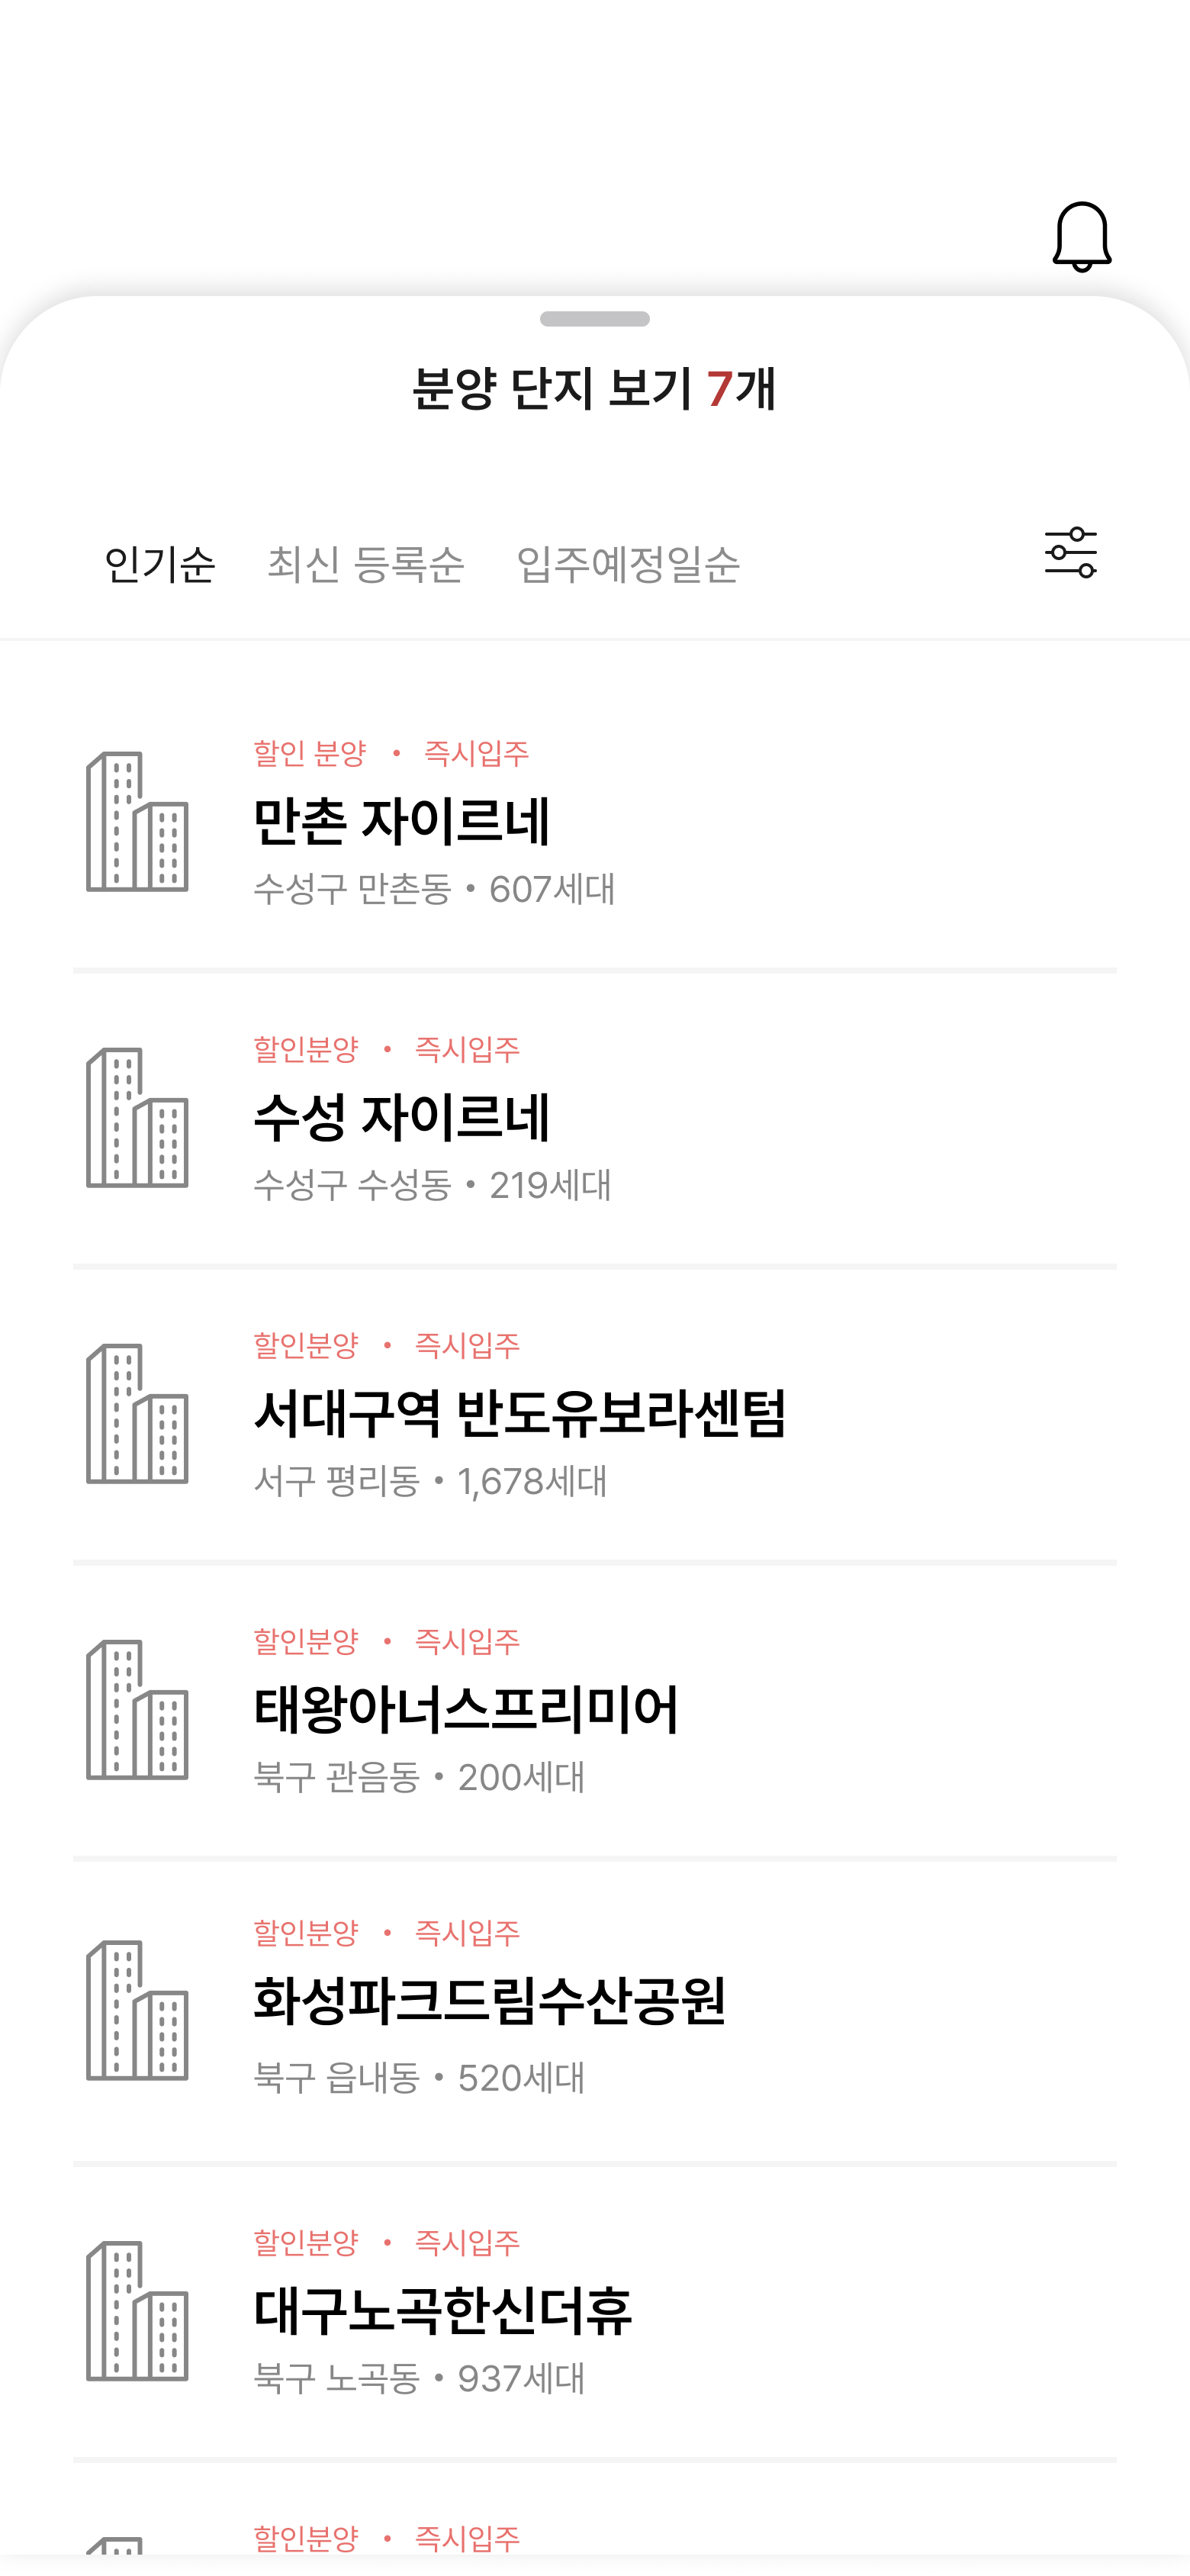 분양 단지 보기 7개
인기순 최신 등록순 입주예정일순
할인 분양 • 즉시입주
만촌 자이르네
수성구 만촌동 • 607세대
할인분양 • 즉시입주
수성 자이르네
수성구 수성동 • 219세대
할인분양 • 즉시입주
서대구역 반도유보라센텀
서구 평리동 • 1,678세대
할인분양 • 즉시입주
태왕아너스프리미어
북구 관음동 • 200세대
할인분양 • 즉시입주
화성파크드림수산공원
북구 읍내동 • 520세대
할인분양 • 즉시입주
대구노곡한신더휴
북구 노곡동 • 937세대
할인분양 • 즉시입주